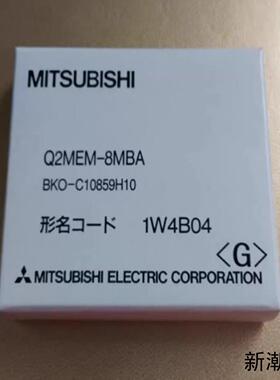 MITSUBISHI
Q2MEM-8MBA
BKO-C10859H10
形名コード 1W4B04
<G>
MITSUBISHI ELECTRIC CORPORATION
新潮